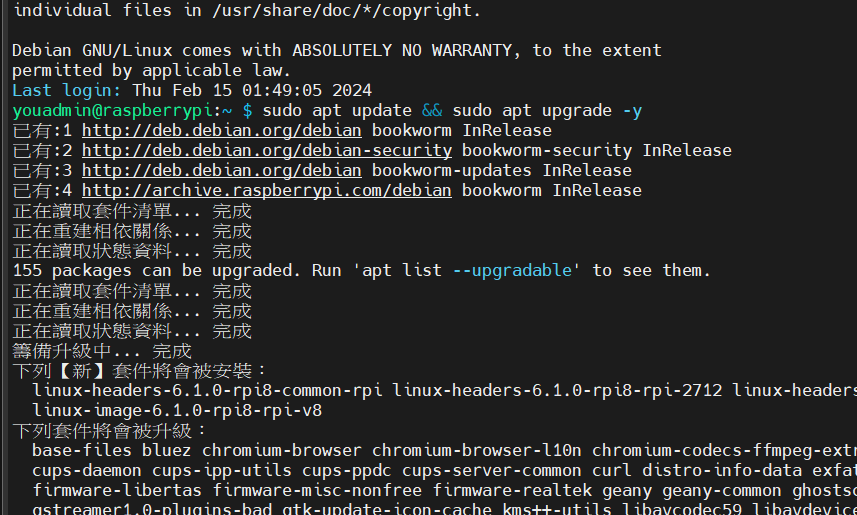 individual files in /usr/share/doc/*/copyright.
Debian GNU/Linux comes with ABSOLUTELY NO WARRANTY, to the extent
permitted by applicable law.
Last login: Thu Feb 15 01:49:05 2024
youadmin@raspberrypi:~ $ sudo apt update && sudo apt upgrade -y
已有:1 http://deb.debian.org/debian bookworm InRelease
已有:2 http://deb.debian.org/debian-security bookworm-security InRelease
已有:3 http://deb.debian.org/debian bookworm-updates InRelease
已有:4 http://archive.raspberrypi.com/debian bookworm InRelease
正在讀取套件清單... 完成
正在重建相依關係... 完成
正在讀取狀態資料... 完成
155 packages can be upgraded. Run 'apt list --upgradable' to see them.
正在讀取套件清單... 完成
正在重建相依關係... 完成
正在讀取狀態資料... 完成
籌備升級中... 完成
下列【新】套件將會被安裝：
linux-headers-6.1.0-rpi8-common-rpi linux-headers-6.1.0-rpi8-rpi-2712 linux-headers
linux-image-6.1.0-rpi8-rpi-v8
下列套件將會被升級：
base-files bluez chromium-browser chromium-browser-l10n chromium-codecs-ffmpeg-extr
cups-daemon cups-ipp-utils cups-ppdc cups-server-common curl distro-info-data exfat
firmware-libertas firmware-misc-nonfree firmware-realtek geany geany-common ghostsc
gstreamer1.0-plugins-bad gtk-update-icon-cache kms++-utils libavcodec59 libavdevice